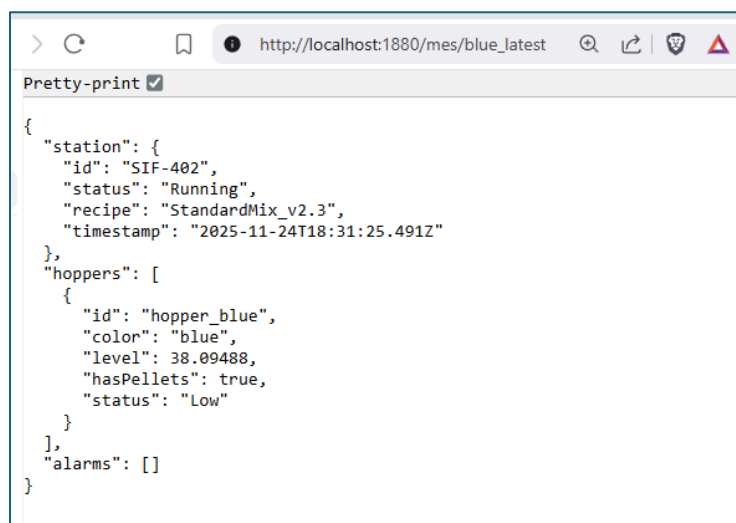 http://localhost:1880/mes/blue_latest
Pretty-print
{
  "station": {
    "id": "SIF-402",
    "status": "Running",
    "recipe": "StandardMix_v2.3",
    "timestamp": "2025-11-24T18:31:25.491Z"
  },
  "hoppers": [
    {
      "id": "hopper_blue",
      "color": "blue",
      "level": 38.09488,
      "hasPellets": true,
      "status": "Low"
    }
  ],
  "alarms": []
}